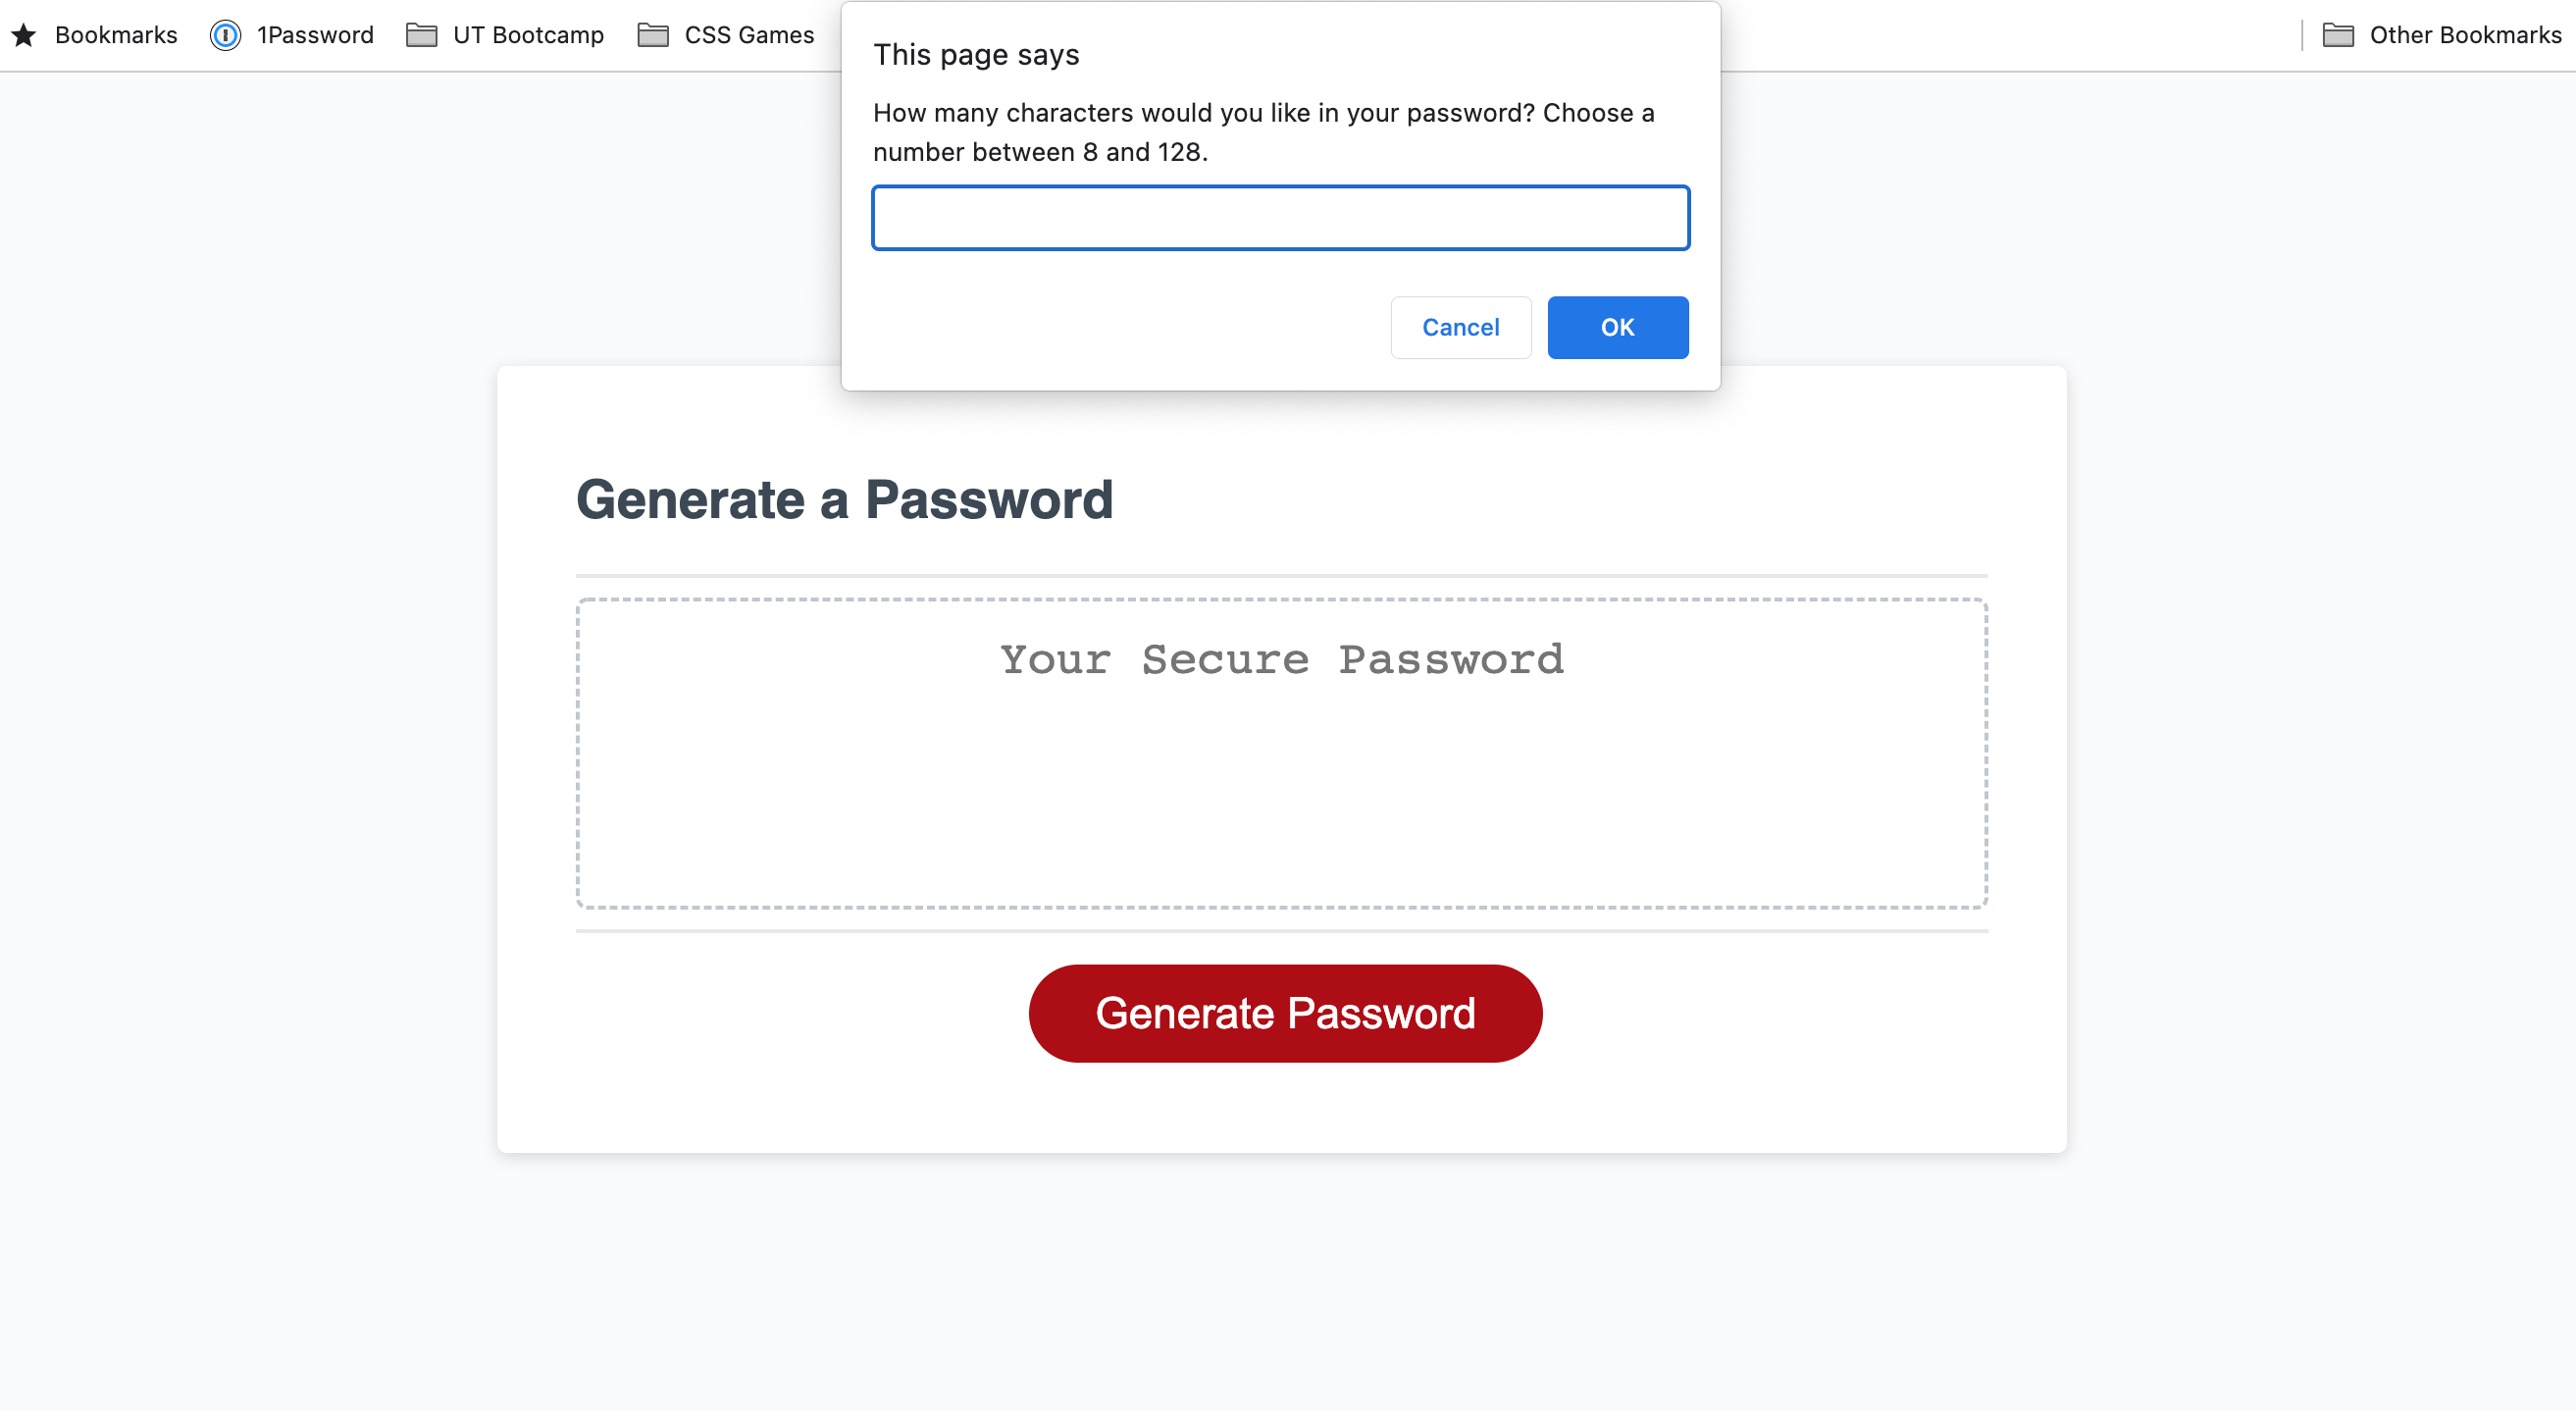 Bookmarks 1Password UT Bootcamp CSS Games Other Bookmarks
This page says
How many characters would you like in your password? Choose a
number between 8 and 128.
Cancel OK
Generate a Password
Your Secure Password
Generate Password